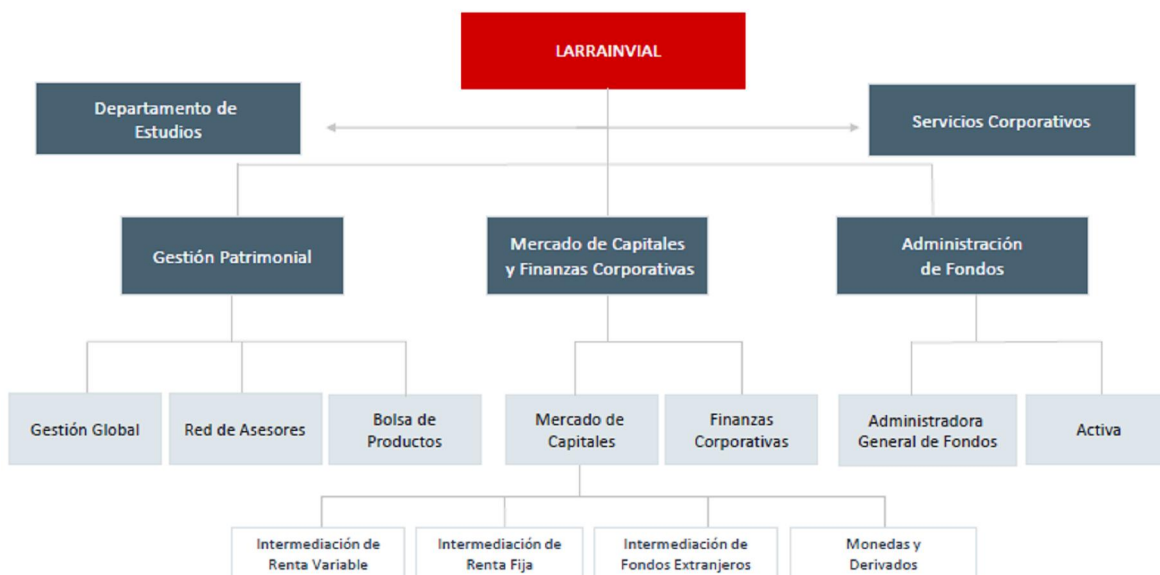 LARRAINVIAL
Departamento de
Estudios
Servicios Corporativos
Gestión Patrimonial
Mercado de Capitales
y Finanzas Corporativas
Administración
de Fondos
Gestión Global
Red de Asesores
Bolsa de
Productos
Mercado de
Capitales
Finanzas
Corporativas
Administradora
General de Fondos
Activa
Intermediación de
Renta Variable
Intermediación de
Renta Fija
Intermediación de
Fondos Extranjeros
Monedas y
Derivados